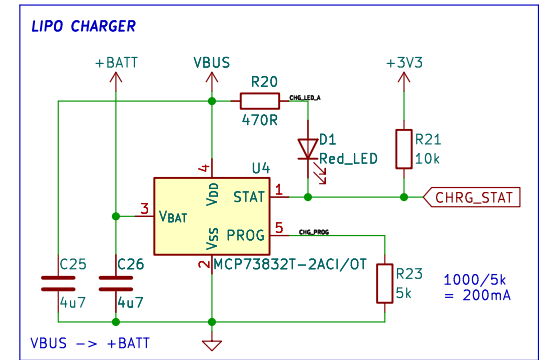 LIPO CHARGER
+BATT
VBUS
+3V3
R20
CHG_LED_A
470R
D1
Red_LED
R21
10k
4
U4
VDD
STAT
1
CHRG_STAT
3
VBAT
PROG
5
CHG_PROG
VSS
2
MCP73832T-2ACI/OT
C25
4u7
C26
4u7
R23
5k
1000/5k
= 200mA
VBUS -> +BATT